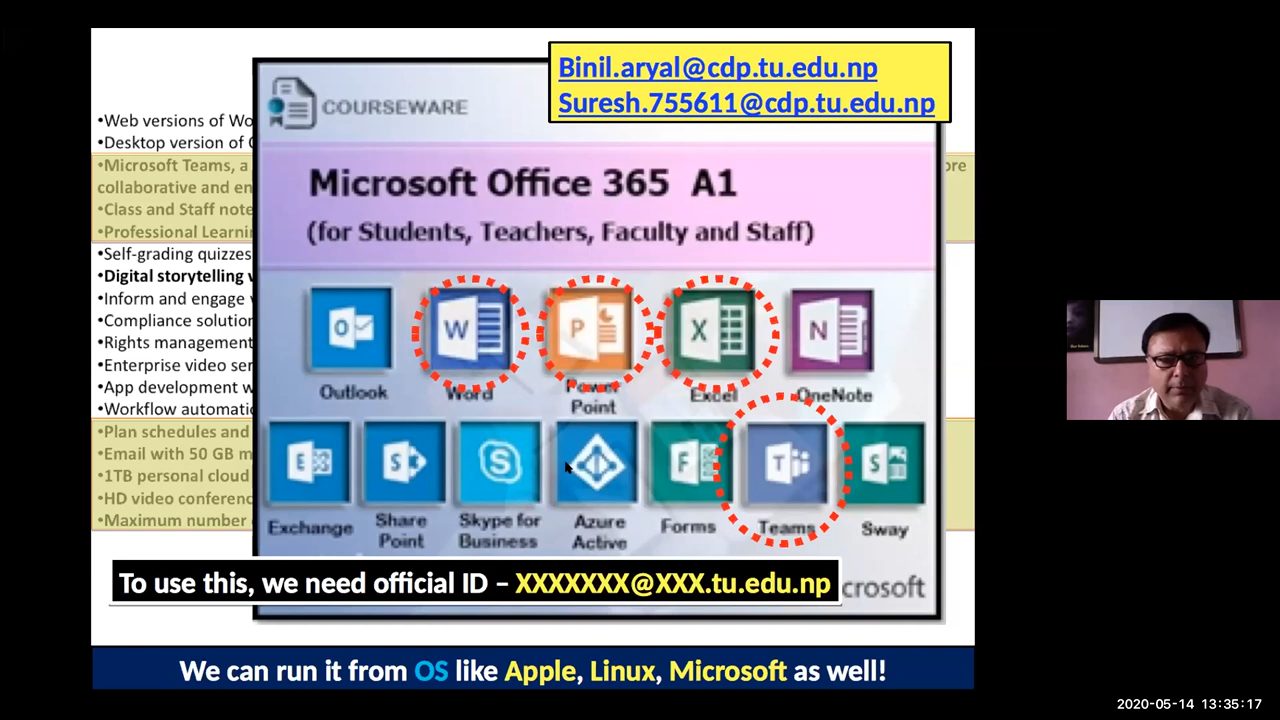 Binil.aryal@cdp.tu.edu.np
Suresh.755611@cdp.tu.edu.np
COURSEWARE
Microsoft Office 365 A1
(for Students, Teachers, Faculty and Staff)
•Web versions of Wo
•Desktop version of
•Microsoft Teams, a
ore
collaborative and en
•Class and Staff note
•Professional Learni
•Self-grading quizzes
•Digital storytelling
•Inform and engage
•Compliance solution
•Rights management
•Enterprise video ser
•App development w
•Workflow automatic
•Plan schedules and
•Email with 50 GB m
•1TB personal cloud
•HD video conferenc
•Maximum number
Outlook
Word
Power
Point
Excel
OneNote
Exchange
Share
Point
Skype for
Business
Azure
Active
Forms
Teams
Sway
To use this, we need official ID – XXXXXXX@XXX.tu.edu.np
crosoft
We can run it from OS like Apple, Linux, Microsoft as well!
2020-05-14 13:35:17